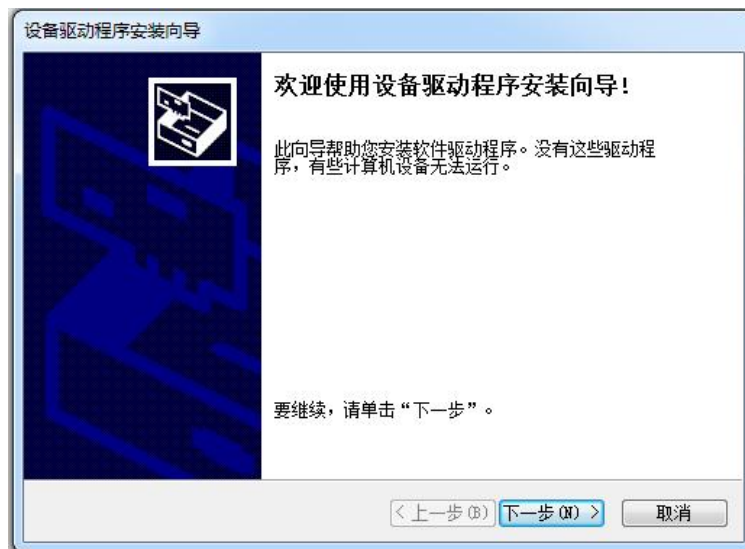 设备驱动程序安装向导
欢迎使用设备驱动程序安装向导!
此向导帮助您安装软件驱动程序。没有这些驱动程
序，有些计算机设备无法运行。
要继续，请单击“下一步”。
< 上一步(B) 下一步(N) > 取消